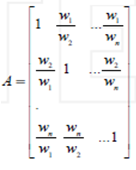 A = [ 1 w₁/w₂ ...w₁/wₙ
w₂/w₁ 1 ...w₂/wₙ
.
wₙ/w₁ wₙ/w₂ ...1 ]